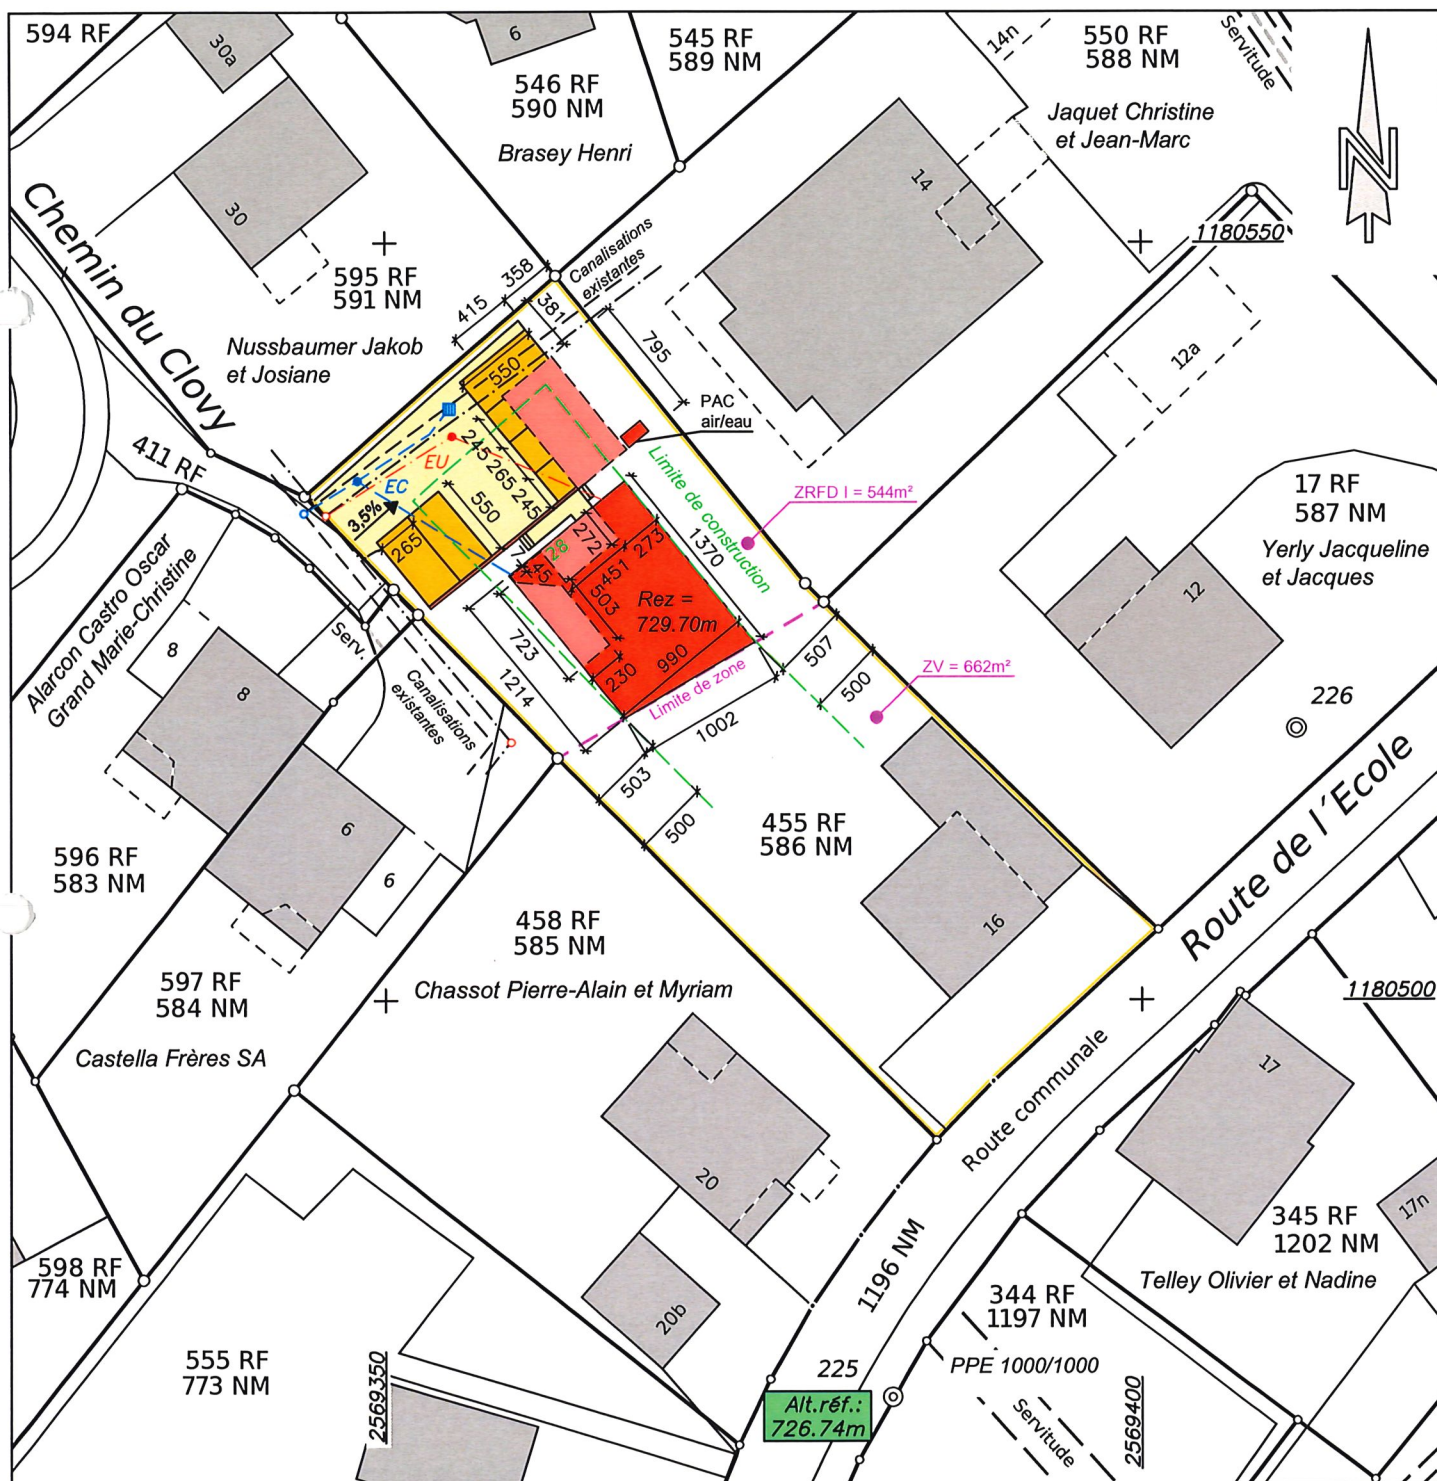 594 RF
30a
6
545 RF
589 NM
14n
550 RF
588 NM
Servitude
546 RF
590 NM
Jaquet Christine
et Jean-Marc
Brasey Henri
N
30
14
Chemin du Clovy
1180550
595 RF
591 NM
Canalisations
existantes
358
415
381
Nussbaumer Jakob
et Josiane
795
12a
550
PAC
air/eau
411 RF
EU
EC
3,5%
245
265
245
550
265
Limite de construction
ZRFD I = 544m²
17 RF
587 NM
Yerly Jacqueline
et Jacques
12
28
272
273
1370
7
45
451
503
Rez =
729.70m
Alarcon Castro Oscar
Grand Marie-Christine
8
8
Serv.
723
1214
230
990
Limite de zone
1002
507
500
ZV = 662m²
226
Canalisations
existantes
503
500
455 RF
586 NM
16
Route de l'Ecole
6
6
596 RF
583 NM
458 RF
585 NM
597 RF
584 NM
Chassot Pierre-Alain et Myriam
1180500
Castella Frères SA
Route communale
17
20
17n
345 RF
1202 NM
Telley Olivier et Nadine
598 RF
774 NM
1196 NM
344 RF
1197 NM
20b
555 RF
773 NM
225
PPE 1000/1000
Alt.réf.:
726.74m
2569350
Servitude
2569400